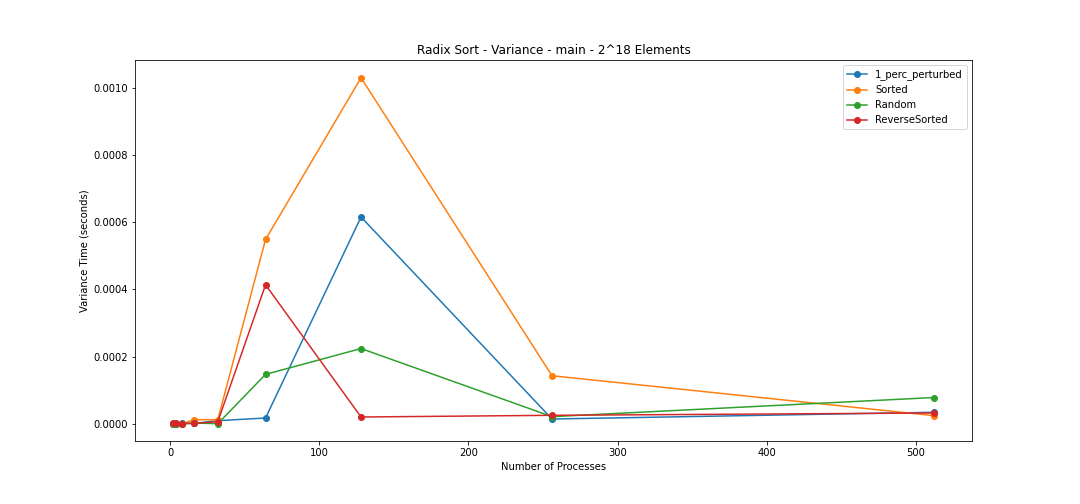 Radix Sort - Variance - main - 2^18 Elements
1_perc_perturbed
Sorted
Random
ReverseSorted
Variance Time (seconds)
0.0010
0.0008
0.0006
0.0004
0.0002
0.0000
0
100
200
300
400
500
Number of Processes